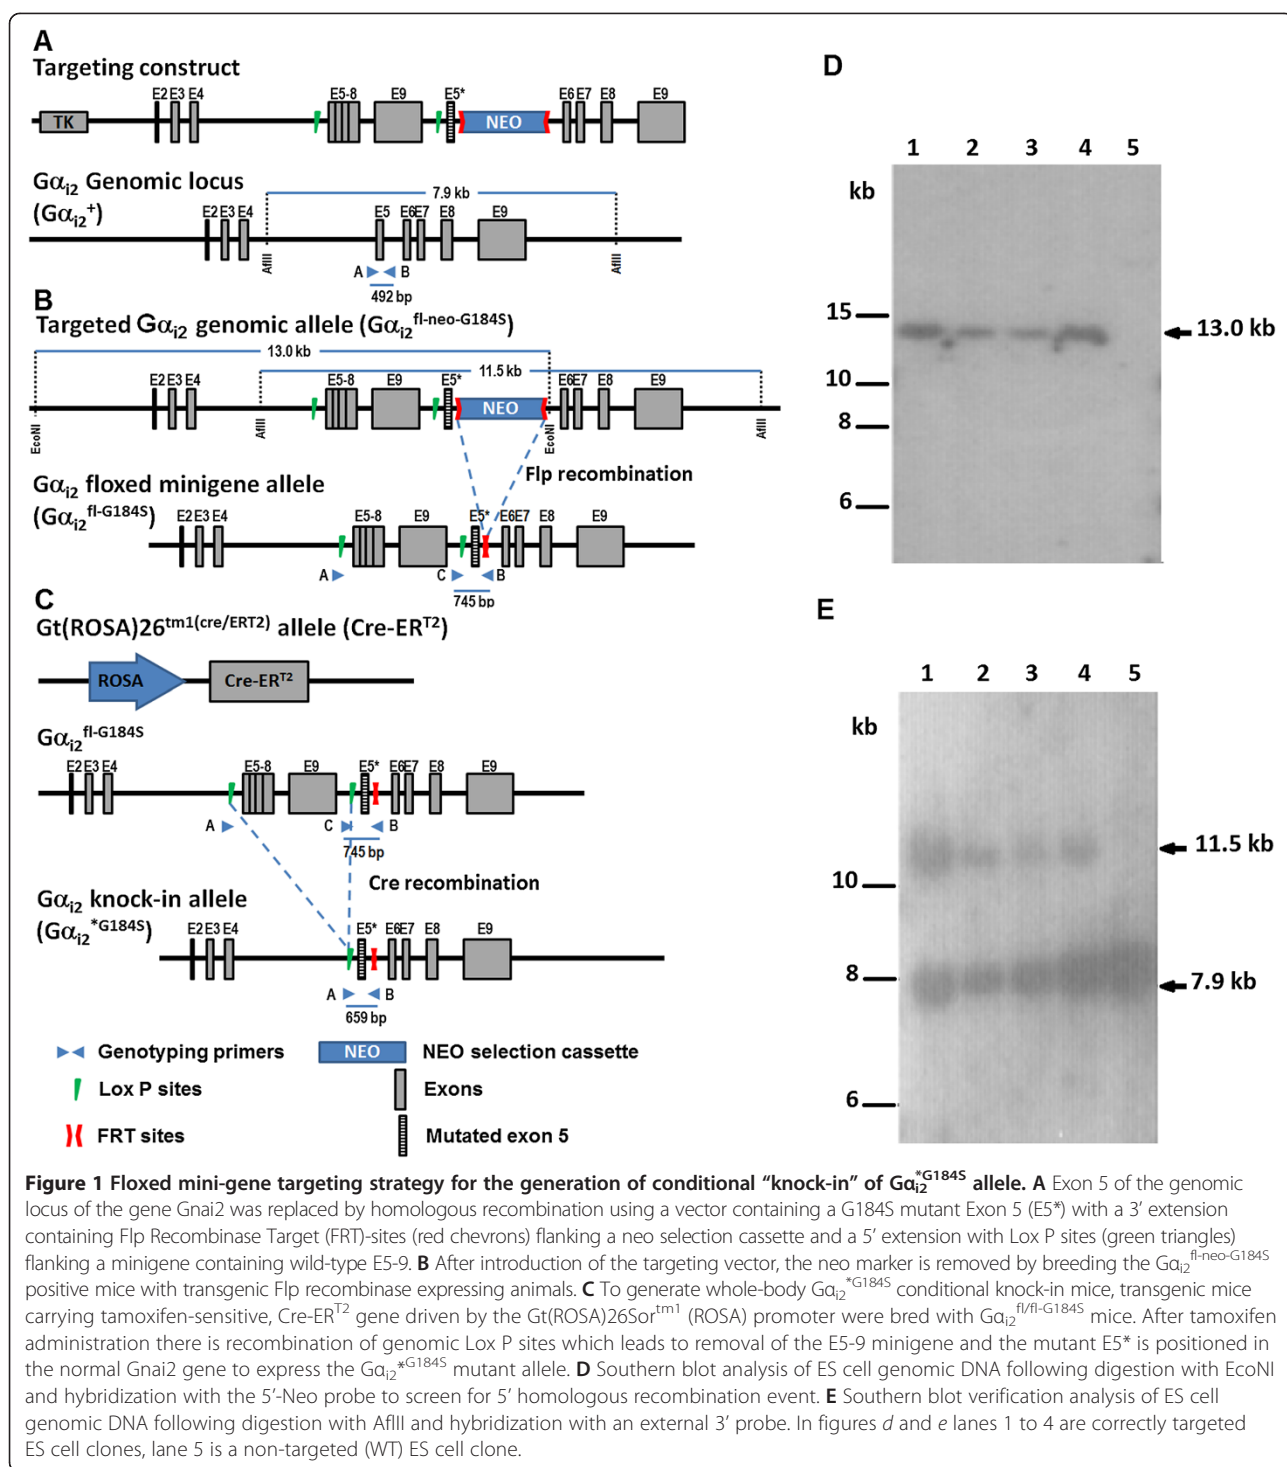 A
Targeting construct
E2 E3 E4 E5-8 E9 E5* E6 E7 E8 E9
TK NEO
Gαi2 Genomic locus
(Gαi2+)
7.9 kb
E2 E3 E4 E5 E6 E7 E8 E9
AflII AflII
A B
492 bp
B
Targeted Gαi2 genomic allele (Gαi2fl-neo-G184S)
13.0 kb
11.5 kb
E2 E3 E4 E5-8 E9 E5* E6 E7 E8 E9
NEO
EcoNI AflII EcoNI AflII
Flp recombination
Gαi2 floxed minigene allele
(Gαi2fl-G184S)
E2 E3 E4 E5-8 E9 E5* E6 E7 E8 E9
A C B
745 bp
C
Gt(ROSA)26tm1(cre/ERT2) allele (Cre-ERT2)
ROSA Cre-ERT2
Gαi2fl-G184S
E2 E3 E4 E5-8 E9 E5* E6 E7 E8 E9
A C B
745 bp
Cre recombination
Gαi2 knock-in allele
(Gαi2*G184S)
E2 E3 E4 E5* E6 E7 E8 E9
A B
659 bp
Genotyping primers NEO NEO selection cassette
Lox P sites Exons
FRT sites Mutated exon 5
D
1 2 3 4 5
kb
15
13.0 kb
10
8
6
E
1 2 3 4 5
kb
11.5 kb
10
8
7.9 kb
6
Figure 1 Floxed mini-gene targeting strategy for the generation of conditional “knock-in” of Gαi2*G184S allele. A Exon 5 of the genomic
locus of the gene Gnai2 was replaced by homologous recombination using a vector containing a G184S mutant Exon 5 (E5*) with a 3’ extension
containing Flp Recombinase Target (FRT)-sites (red chevrons) flanking a neo selection cassette and a 5’ extension with Lox P sites (green triangles)
flanking a minigene containing wild-type E5-9. B After introduction of the targeting vector, the neo marker is removed by breeding the Gαi2fl-neo-G184S
positive mice with transgenic Flp recombinase expressing animals. C To generate whole-body Gαi2*G184S conditional knock-in mice, transgenic mice
carrying tamoxifen-sensitive, Cre-ERT2 gene driven by the Gt(ROSA)26Sortm1 (ROSA) promoter were bred with Gαi2fl/fl-G184S mice. After tamoxifen
administration there is recombination of genomic Lox P sites which leads to removal of the E5-9 minigene and the mutant E5* is positioned in
the normal Gnai2 gene to express the Gαi2*G184S mutant allele. D Southern blot analysis of ES cell genomic DNA following digestion with EcoNI
and hybridization with the 5’-Neo probe to screen for 5’ homologous recombination event. E Southern blot verification analysis of ES cell
genomic DNA following digestion with AflII and hybridization with an external 3’ probe. In figures d and e lanes 1 to 4 are correctly targeted
ES cell clones, lane 5 is a non-targeted (WT) ES cell clone.